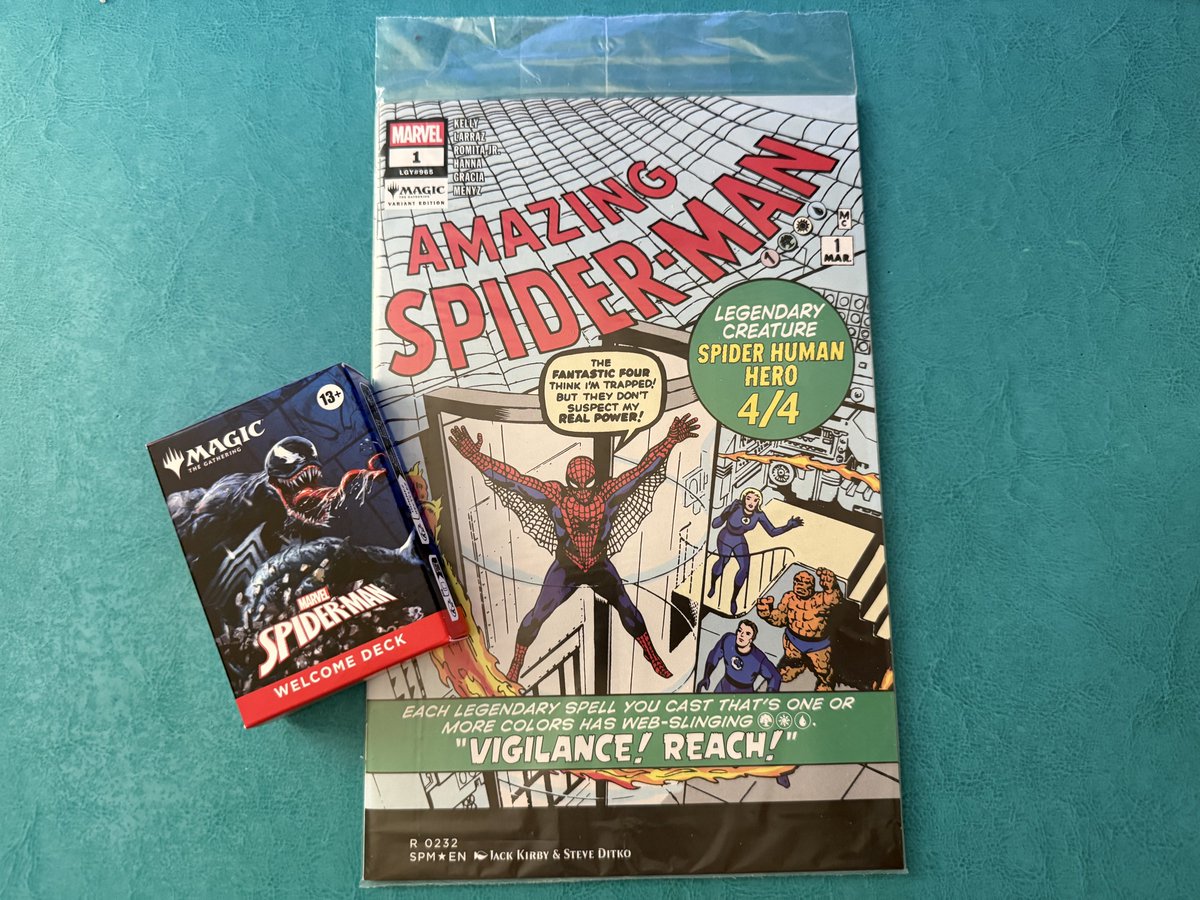 MARVEL
1
LGY#965
MAGIC
THE GATHERING
VARIANT EDITION
KELLY
LARRAZ
ROMITA, JR.
HANNA
GRACIA
MENYZ
AMAZING
SPIDER-MAN
1
MC
1
MAR.
LEGENDARY
CREATURE
SPIDER HUMAN
HERO
4/4
THE
FANTASTIC FOUR
THINK I'M TRAPPED!
BUT THEY DON'T
SUSPECT MY
REAL POWER!
13+
MAGIC
THE GATHERING
MARVEL
SPIDER-MAN
WELCOME DECK
EACH LEGENDARY SPELL YOU CAST THAT'S ONE OR
MORE COLORS HAS WEB-SLINGING
"VIGILANCE! REACH!"
R 0232
SPM★EN JACK KIRBY & STEVE DITKO